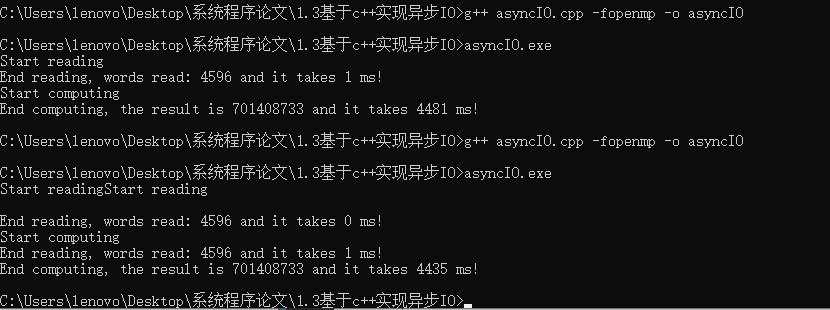 C:\Users\lenovo\Desktop\系统程序论文\1.3基于c++实现异步IO>g++ asyncIO.cpp -fopenmp -o asyncIO
C:\Users\lenovo\Desktop\系统程序论文\1.3基于c++实现异步IO>asyncIO.exe
Start reading
End reading, words read: 4596 and it takes 1 ms!
Start computing
End computing, the result is 701408733 and it takes 4481 ms!
C:\Users\lenovo\Desktop\系统程序论文\1.3基于c++实现异步IO>g++ asyncIO.cpp -fopenmp -o asyncIO
C:\Users\lenovo\Desktop\系统程序论文\1.3基于c++实现异步IO>asyncIO.exe
Start readingStart reading
End reading, words read: 4596 and it takes 0 ms!
Start computing
End reading, words read: 4596 and it takes 1 ms!
End computing, the result is 701408733 and it takes 4435 ms!
C:\Users\lenovo\Desktop\系统程序论文\1.3基于c++实现异步IO>